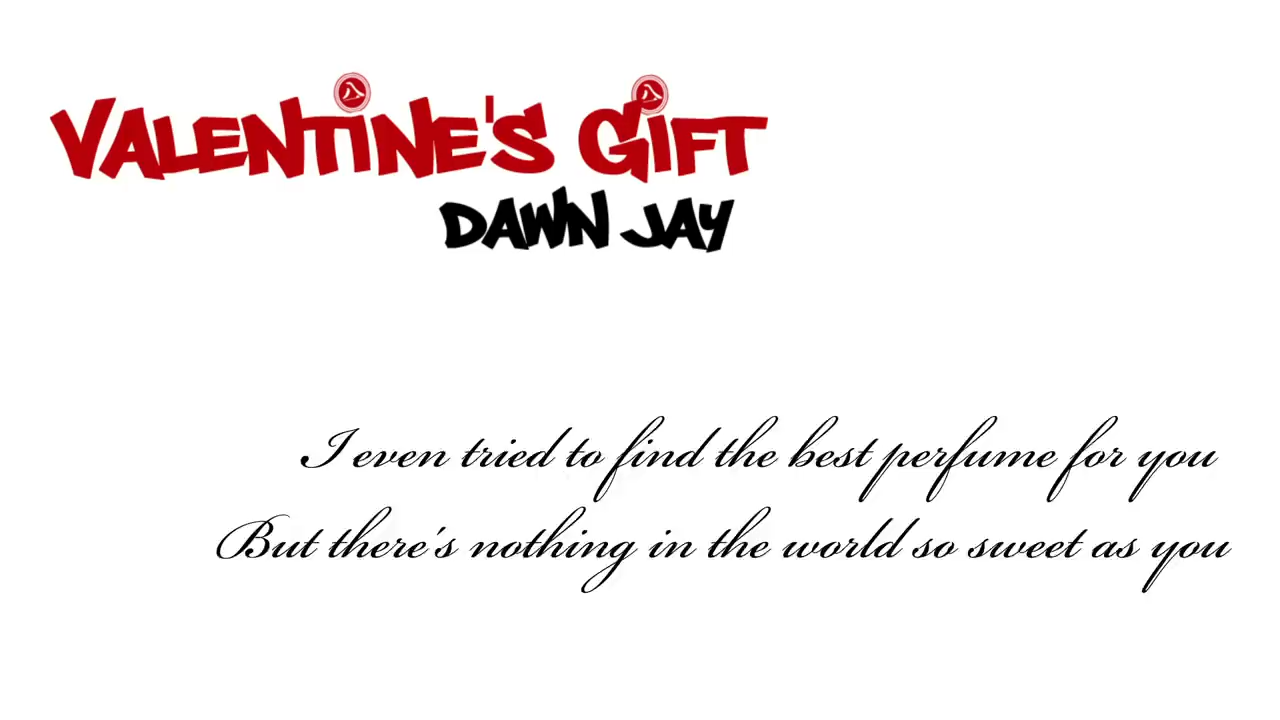 VALENTINE'S GIFT
DAWN JAY
I even tried to find the best perfume for you
But there's nothing in the world so sweet as you